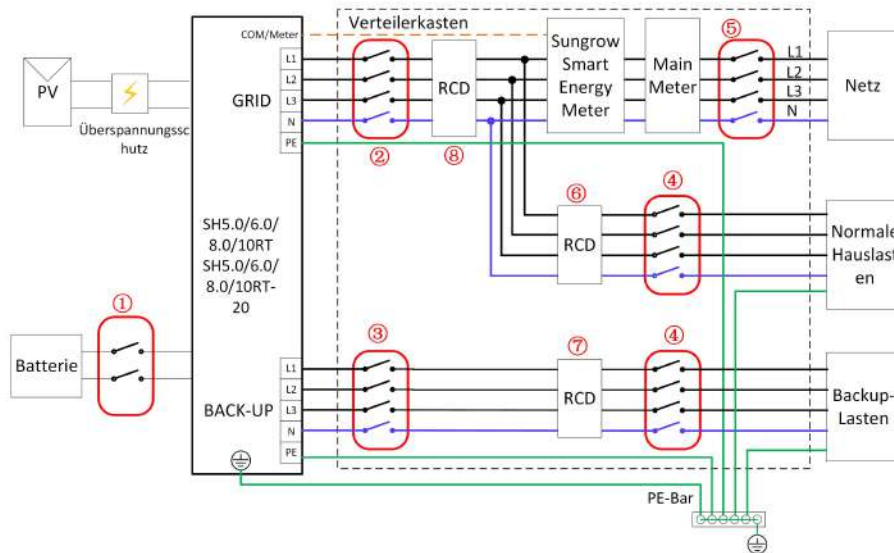 Verteilerkasten
COM/Meter
⑤
L1
L2
L3
N
PE
GRID
RCD
Sungrow
Smart
Energy
Meter
Main
Meter
L1
L2
L3
N
Netz
PV
Überspannungssc
hutz
②
⑧
SH5.0/6.0/
8.0/10RT
SH5.0/6.0/
8.0/10RT-
20
⑥
RCD
④
Normale
Hauslast
en
①
Batterie
③
L1
L2
L3
N
PE
BACK-UP
⑦
RCD
④
Backup-
Lasten
PE-Bar